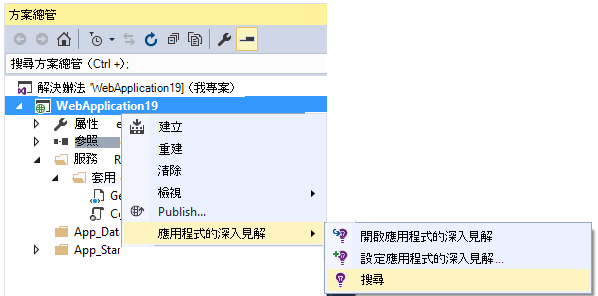 方案總管
搜尋方案總管 (Ctrl +);
解決辦法 'WebApplication19] (我專案)
WebApplication19
屬性 e
參照
服務 R
套用
Ge
C
App_Dat
App_Star
建立
重建
清除
檢視
Publish...
應用程式的深入見解
開啟應用程式的深入見解
設定應用程式的深入見解...
搜尋